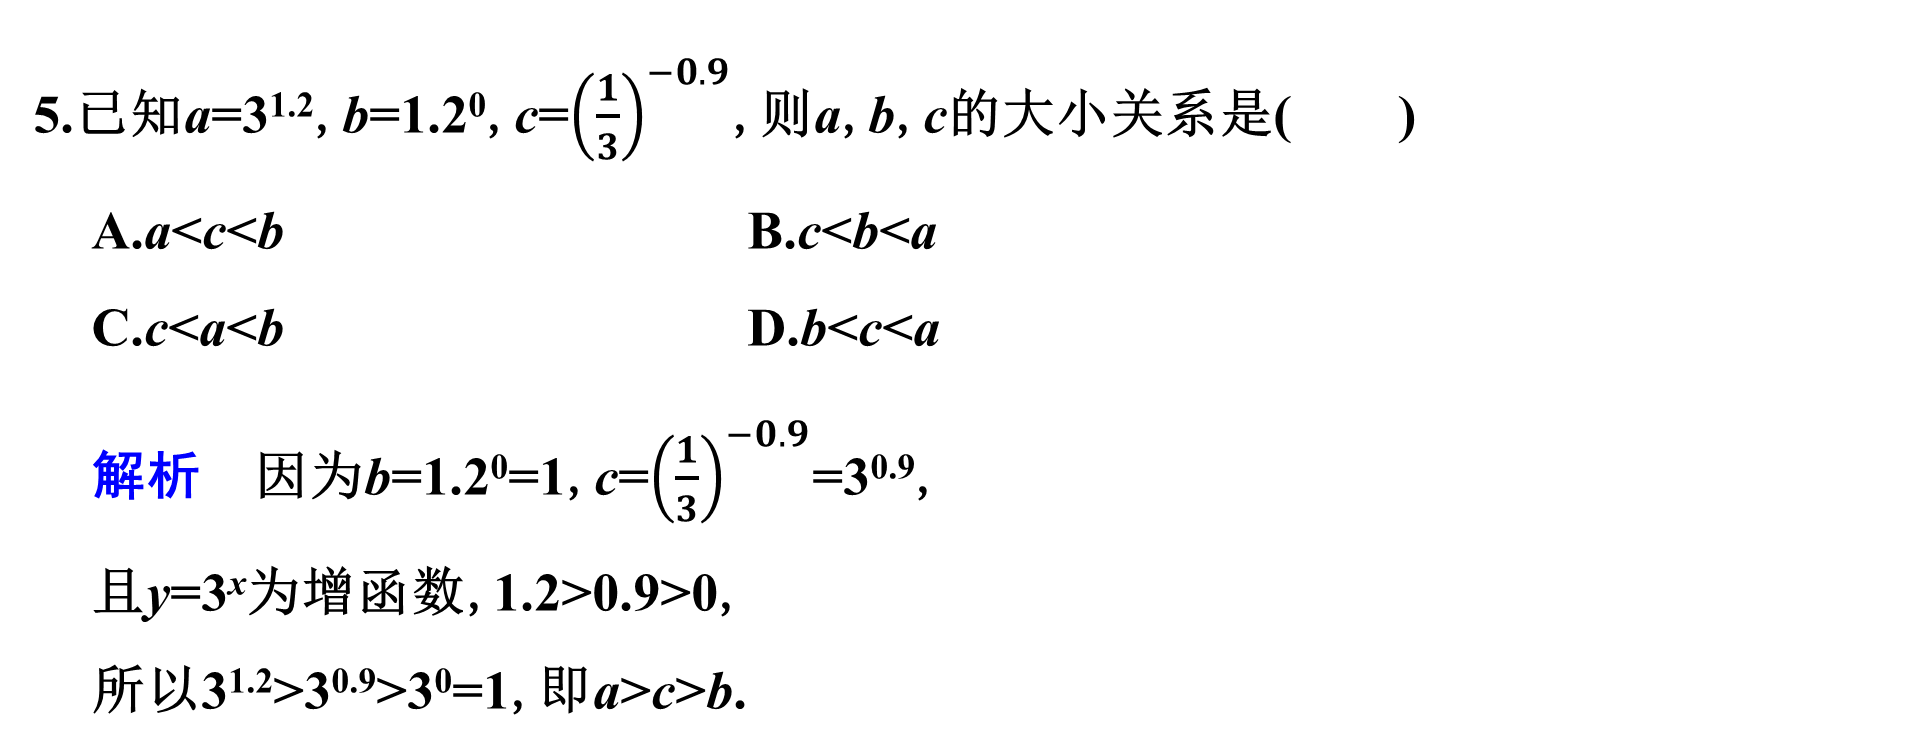 5.已知a=3^{1.2}, b=1.2^0, c=(\frac{1}{3})^{-0.9}, 则a, b, c的大小关系是(　　)
A.a<c<b　B.c<b<a
C.c<a<b　D.b<c<a
解析　因为b=1.2^0=1, c=(\frac{1}{3})^{-0.9}=3^{0.9},
且y=3^x为增函数, 1.2>0.9>0,
所以3^{1.2}>3^{0.9}>3^0=1, 即a>c>b.